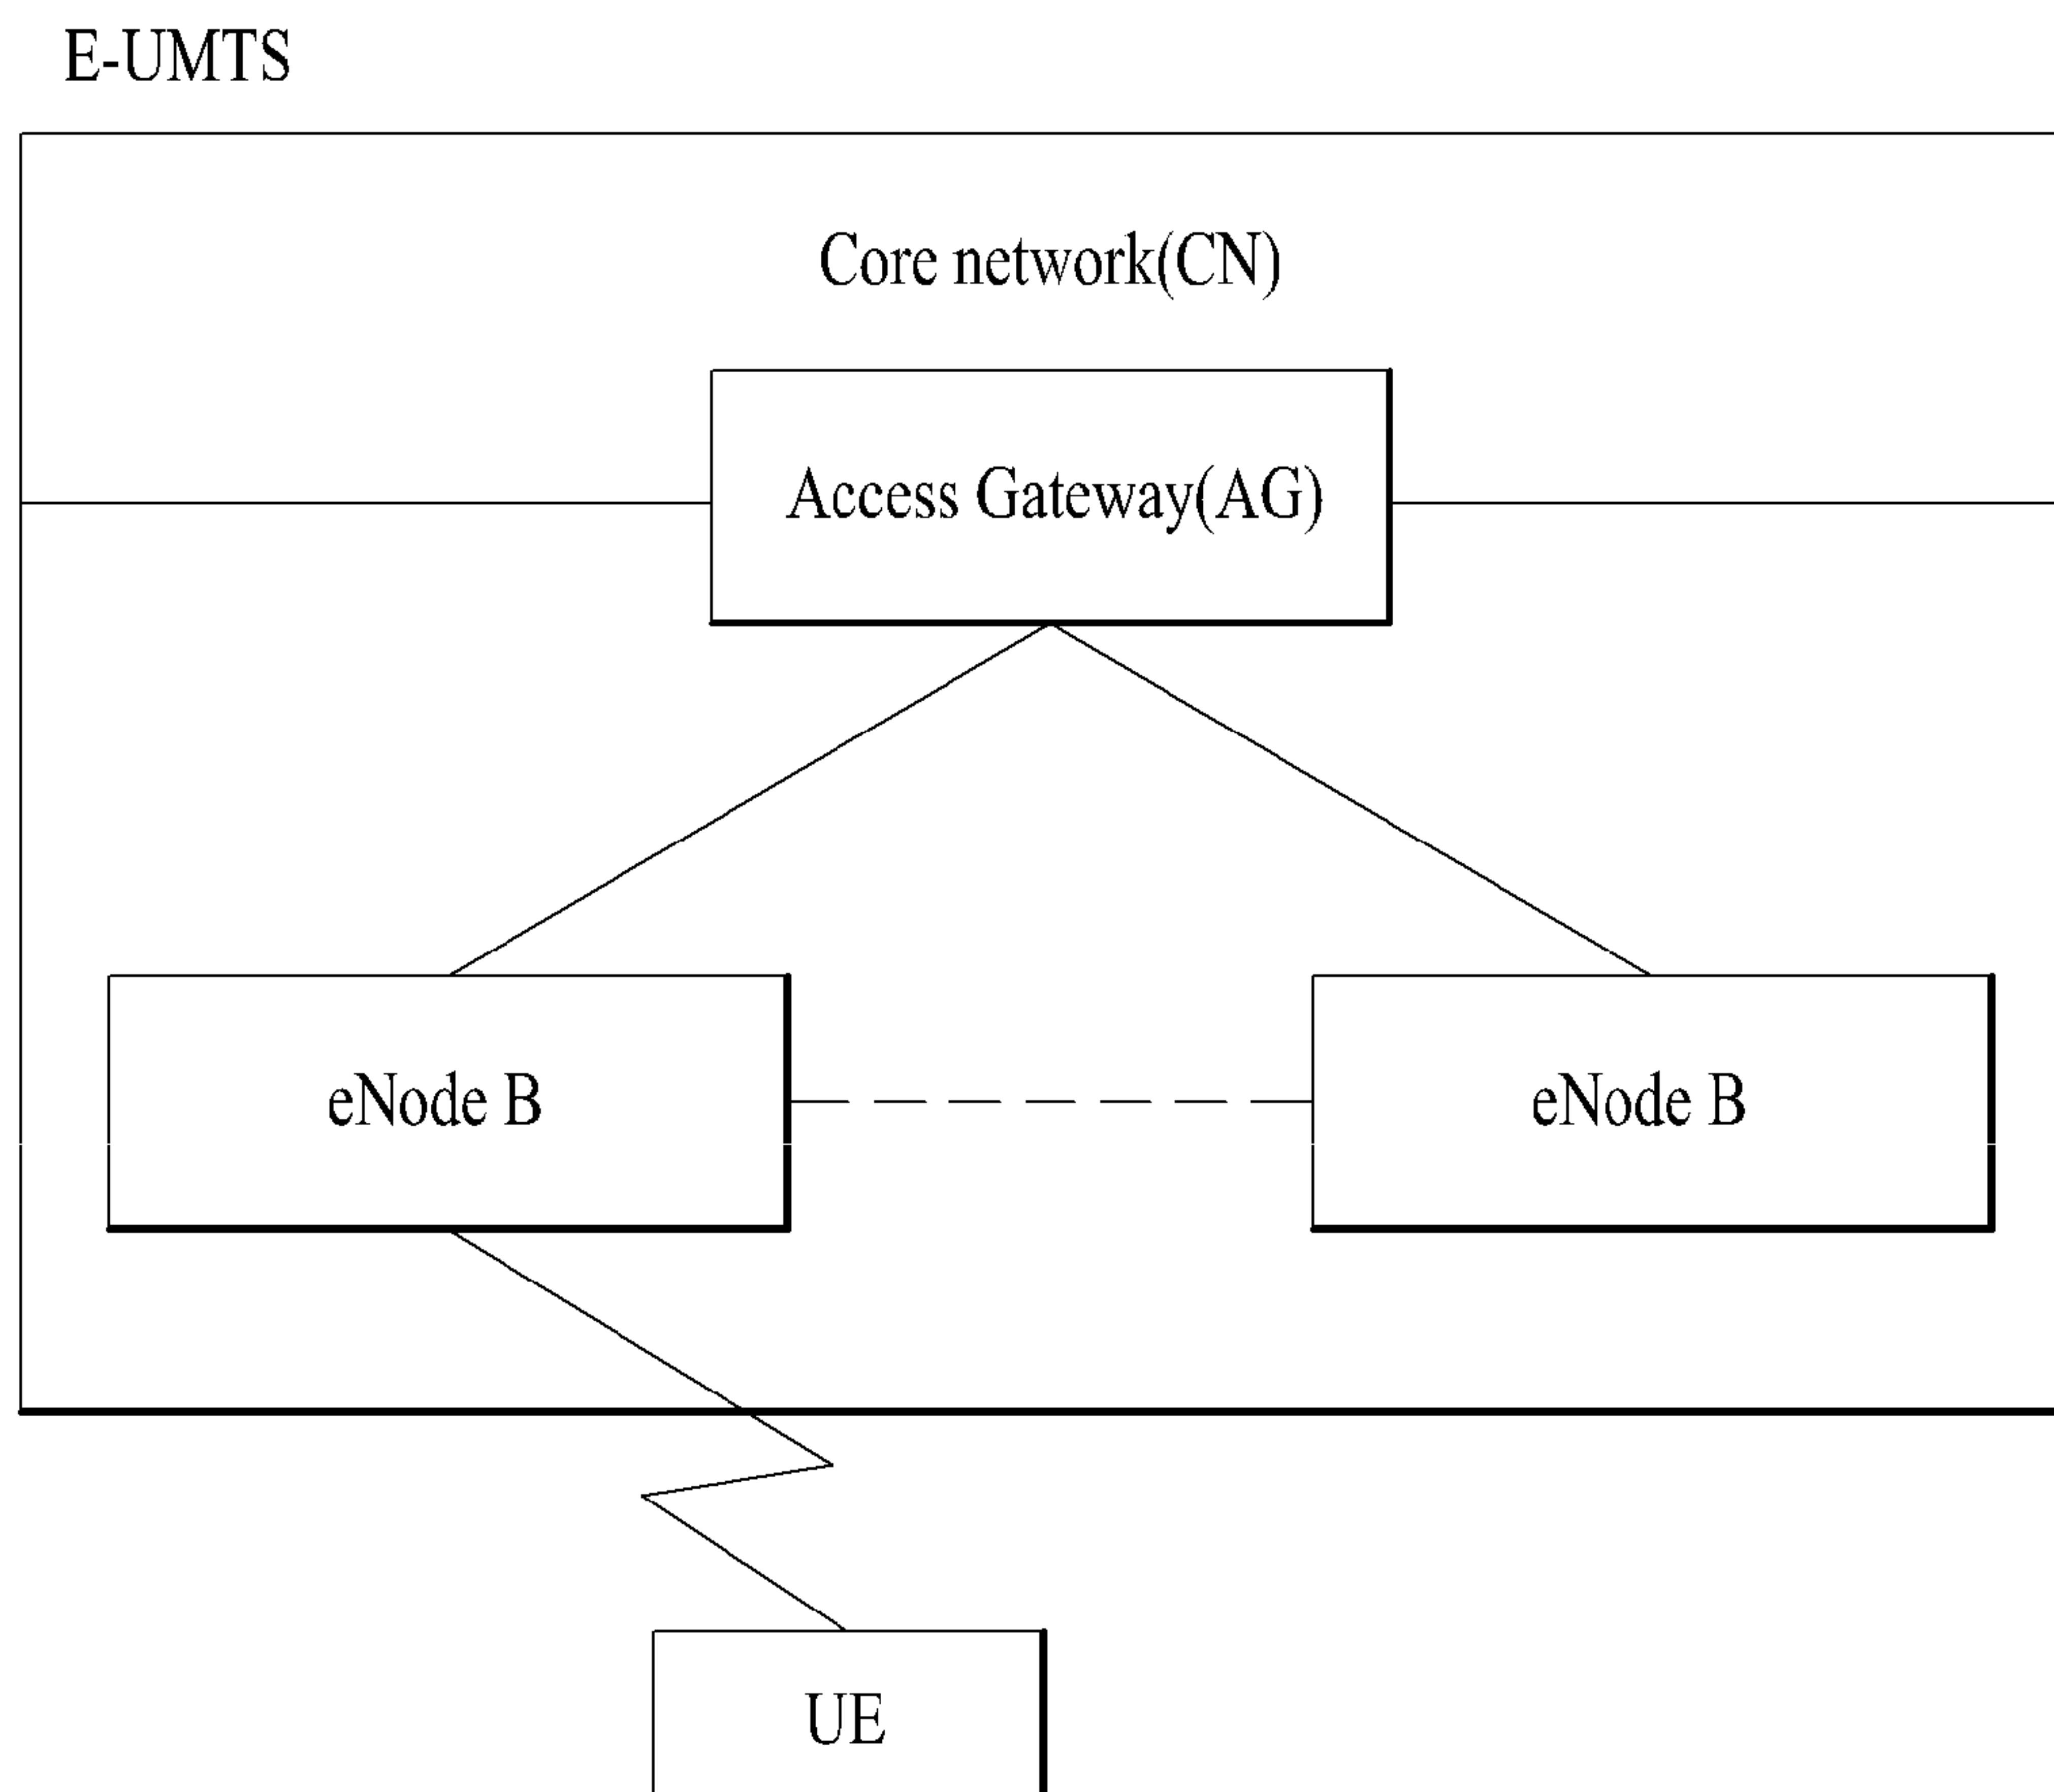 E-UMTS
Core network(CN)
Access Gateway(AG)
eNode B
eNode B
UE